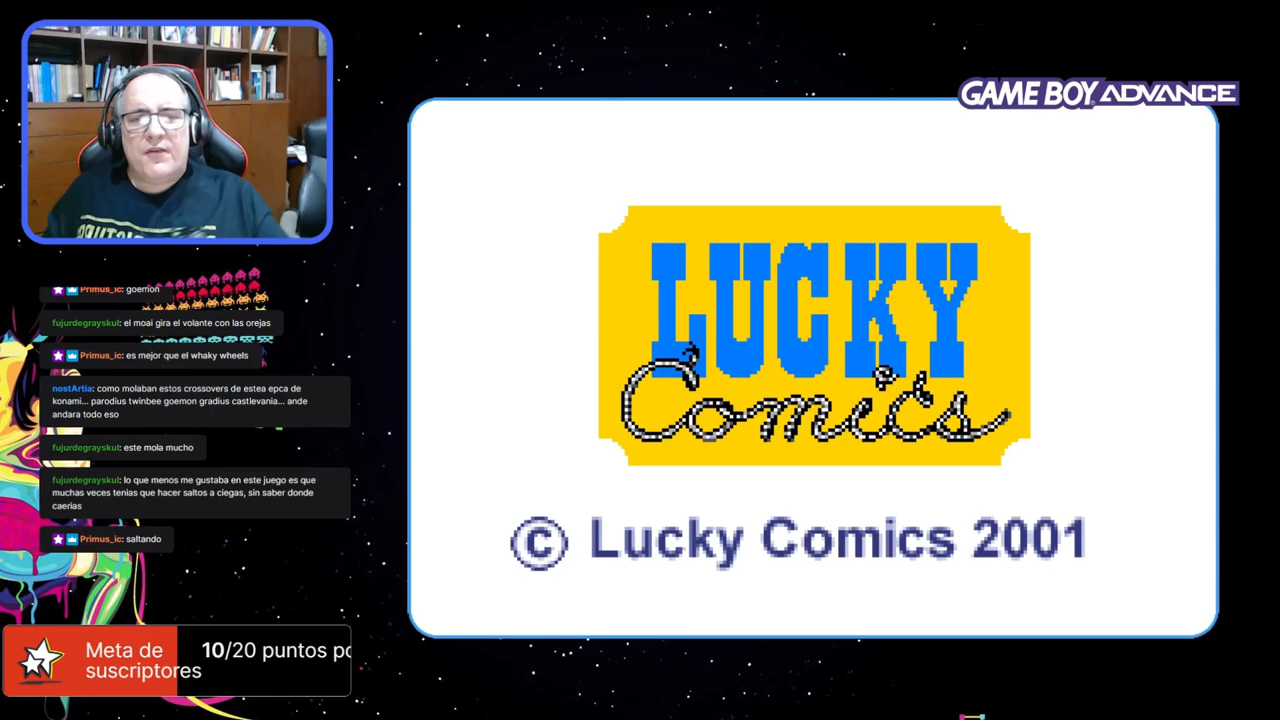 GAME BOY ADVANCE
LUCKY
Comics
© Lucky Comics 2001
Primus_ic: goemon
fujurdegrayskul: el moai gira el volante con las orejas
Primus_ic: es mejor que el whaky wheels
nostArtia: como molaban estos crossovers de estea epca de
konami... parodius twinbee goemon gradius castlevania... ande
andara todo eso
fujurdegrayskul: este mola mucho
fujurdegrayskul: lo que menos me gustaba en este juego es que
muchas veces tenias que hacer saltos a ciegas, sin saber donde
caerias
Primus_ic: saltando
Meta de
suscriptores
10/20 puntos po